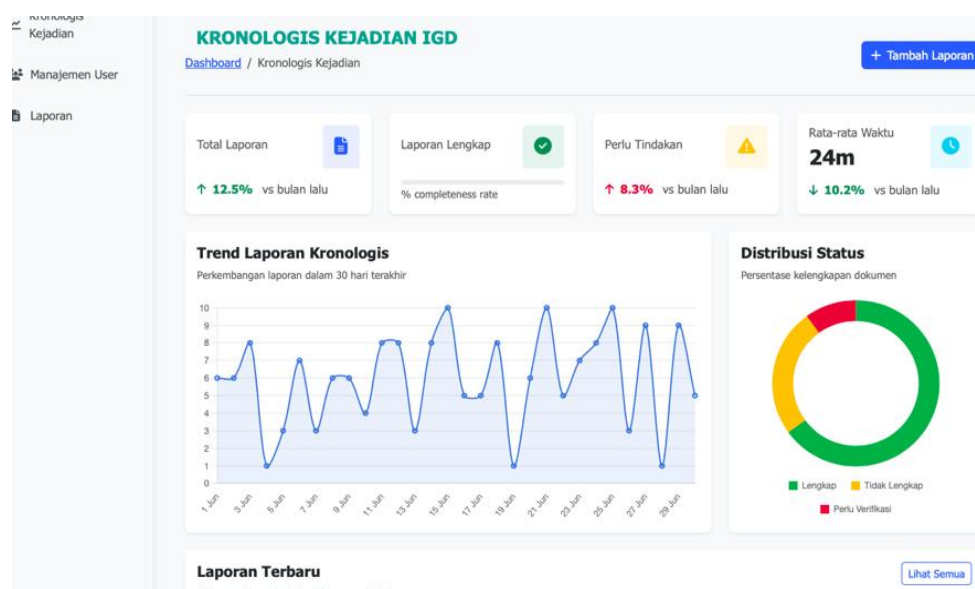 Kronologis
Kejadian
Manajemen User
Laporan
KRONOLOGIS KEJADIAN IGD
Dashboard / Kronologis Kejadian
+ Tambah Laporan
Total Laporan
↑ 12.5% vs bulan lalu
Laporan Lengkap
% completeness rate
Perlu Tindakan
↑ 8.3% vs bulan lalu
Rata-rata Waktu
24m
↓ 10.2% vs bulan lalu
Trend Laporan Kronologis
Perkembangan laporan dalam 30 hari terakhir
10
9
8
7
6
5
4
3
2
1
0
1 Jun
3 Jun
5 Jun
7 Jun
9 Jun
11 Jun
13 Jun
15 Jun
17 Jun
19 Jun
21 Jun
23 Jun
25 Jun
27 Jun
29 Jun
Distribusi Status
Persentase kelengkapan dokumen
Lengkap
Tidak Lengkap
Perlu Verifikasi
Laporan Terbaru
Lihat Semua